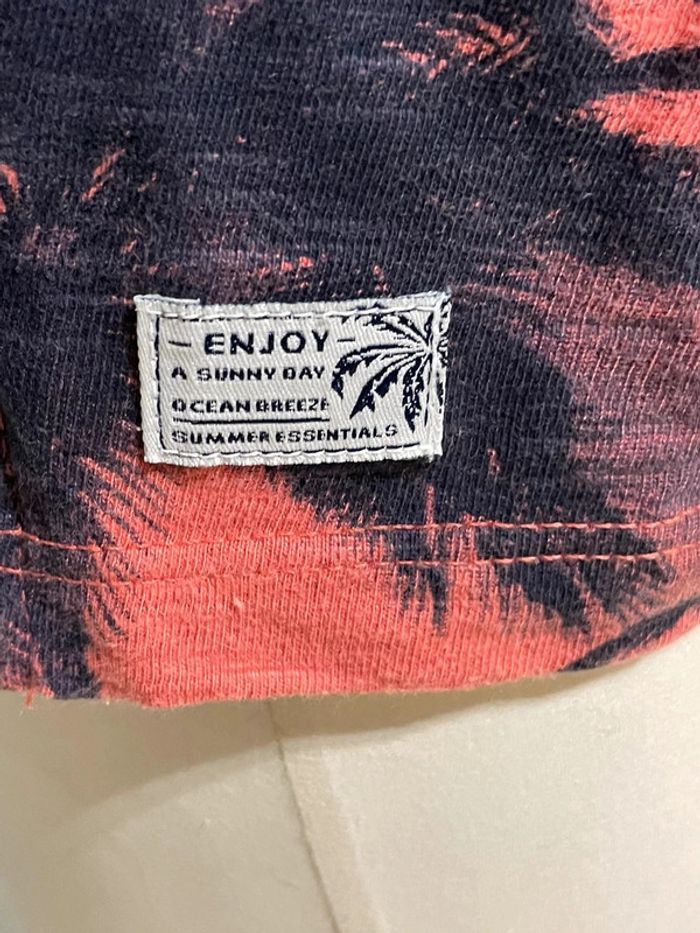 - ENJOY -
A SUNNY DAY
OCEAN BREEZE
SUMMER ESSENTIALS